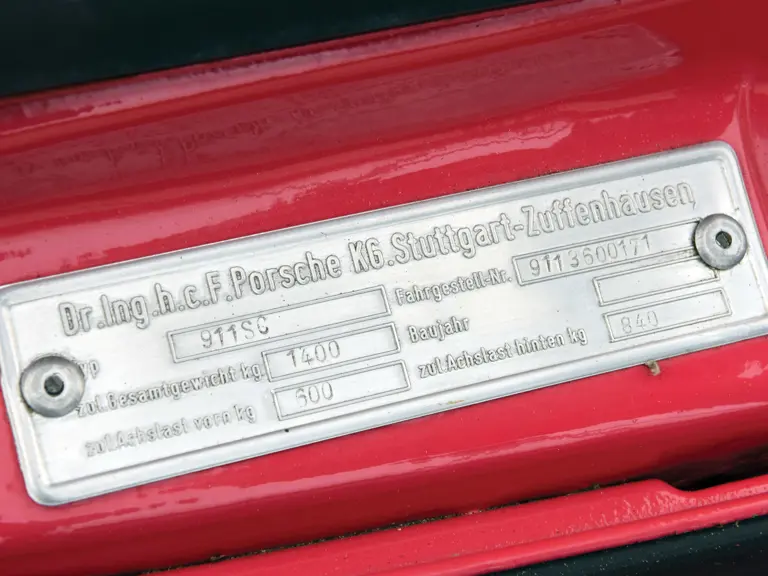 Dr.Ing.h.c.F.Porsche KG.Stuttgart-Zuffenhausen
Typ 911SC Fahrgestell-Nr. 9113600171
zul.Gesamtgewicht kg 1400 Baujahr
zul.Achslast vorn kg 600 zul.Achslast hinten kg 840